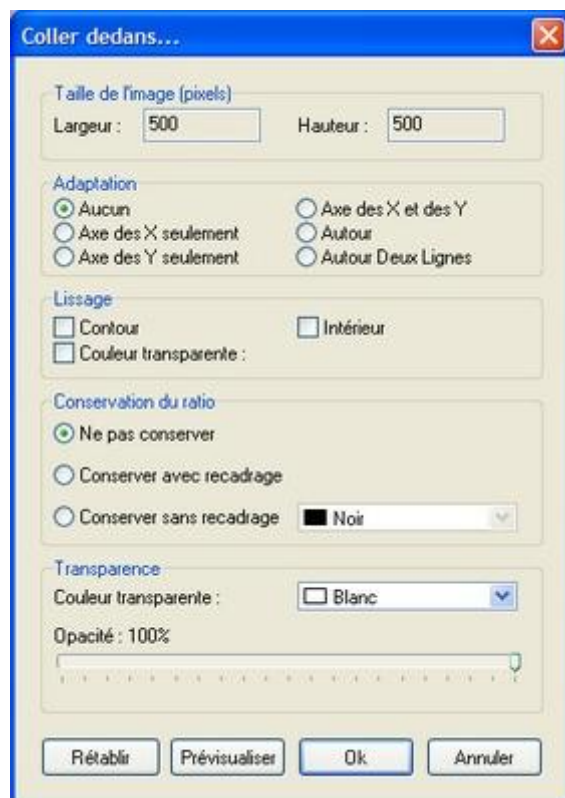 Coller dedans...
Taille de l'image (pixels)
Largeur : 500 Hauteur : 500
Adaptation
Aucun Axe des X et des Y
Axe des X seulement Autour
Axe des Y seulement Autour Deux Lignes
Lissage
Contour Intérieur
Couleur transparente :
Conservation du ratio
Ne pas conserver
Conserver avec recadrage
Conserver sans recadrage Noir
Transparence
Couleur transparente : Blanc
Opacité : 100%
Rétablir Prévisualiser Ok Annuler